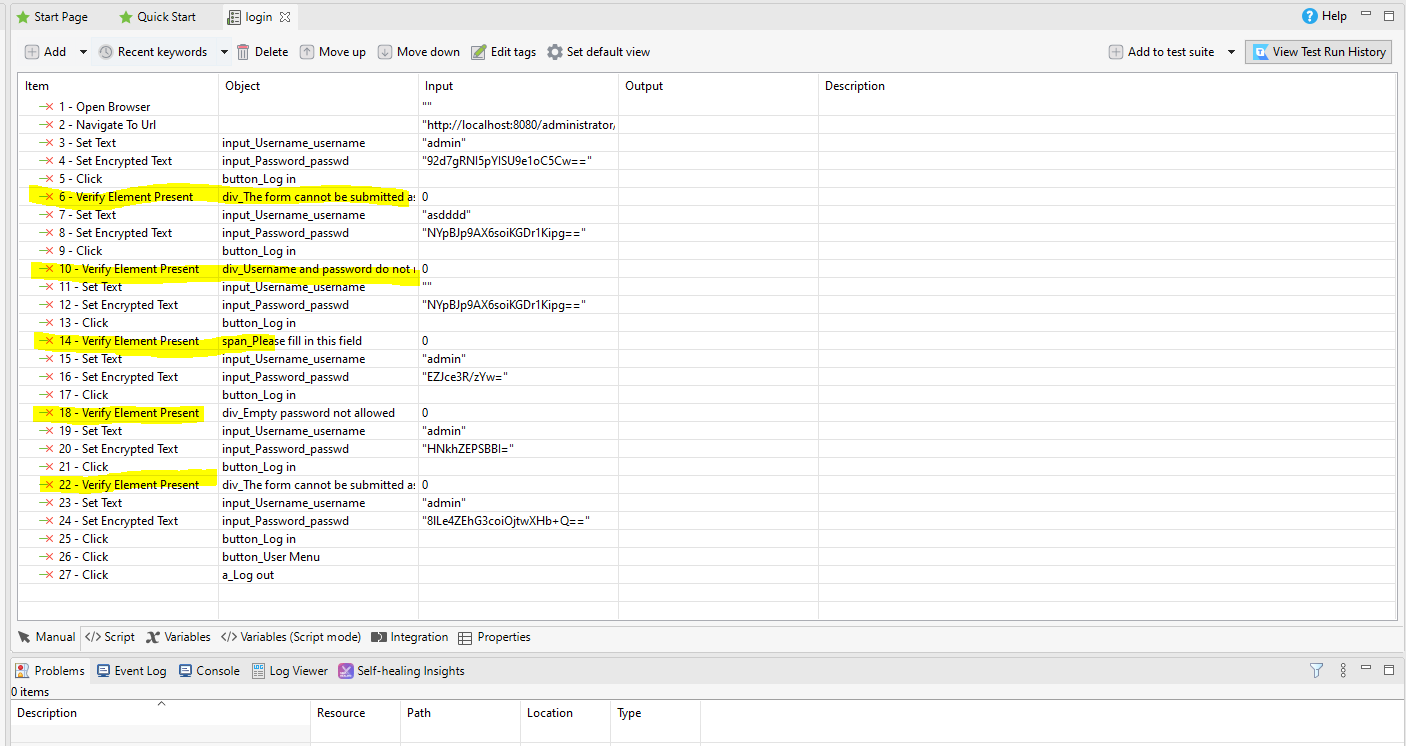 Start Page Quick Start login Help
Add Recent keywords Delete Move up Move down Edit tags Set default view Add to test suite View Test Run History
Item Object Input Output Description
1 - Open Browser ""
2 - Navigate To Url "http://localhost:8080/administrator/
3 - Set Text input_Username_username "admin"
4 - Set Encrypted Text input_Password_passwd "92d7gRNI5pYlSU9e1oC5Cw=="
5 - Click button_Log in
6 - Verify Element Present div_The form cannot be submitted as 0
7 - Set Text input_Username_username "asdddd"
8 - Set Encrypted Text input_Password_passwd "NYpBJp9AX6soiKGDr1Kipg=="
9 - Click button_Log in
10 - Verify Element Present div_Username and password do not 0
11 - Set Text input_Username_username ""
12 - Set Encrypted Text input_Password_passwd "NYpBJp9AX6soiKGDr1Kipg=="
13 - Click button_Log in
14 - Verify Element Present span_Please fill in this field 0
15 - Set Text input_Username_username "admin"
16 - Set Encrypted Text input_Password_passwd "EZJce3R/zYw="
17 - Click button_Log in
18 - Verify Element Present div_Empty password not allowed 0
19 - Set Text input_Username_username "admin"
20 - Set Encrypted Text input_Password_passwd "HNkhZEPSBBI="
21 - Click button_Log in
22 - Verify Element Present div_The form cannot be submitted as 0
23 - Set Text input_Username_username "admin"
24 - Set Encrypted Text input_Password_passwd "8ILe4ZEhG3coiOjtwXHb+Q=="
25 - Click button_Log in
26 - Click button_User Menu
27 - Click a_Log out
Manual </> Script Variables </> Variables (Script mode) Integration Properties
Problems Event Log Console Log Viewer Self-healing Insights
0 items
Description Resource Path Location Type